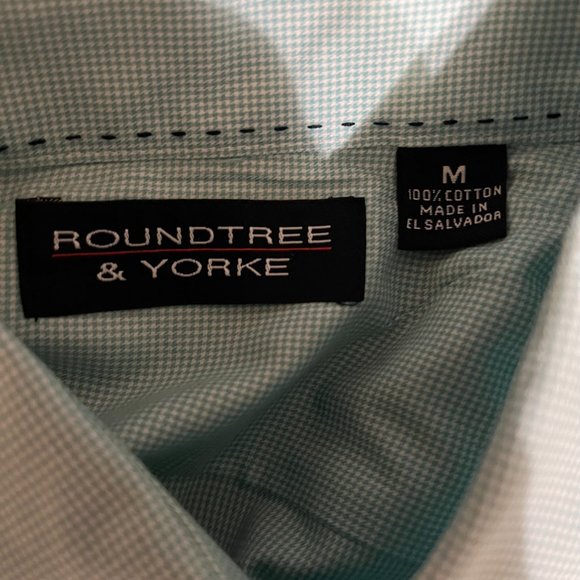 ROUNDTREE
& YORKE
M
100% COTTON
MADE IN
EL SALVADOR